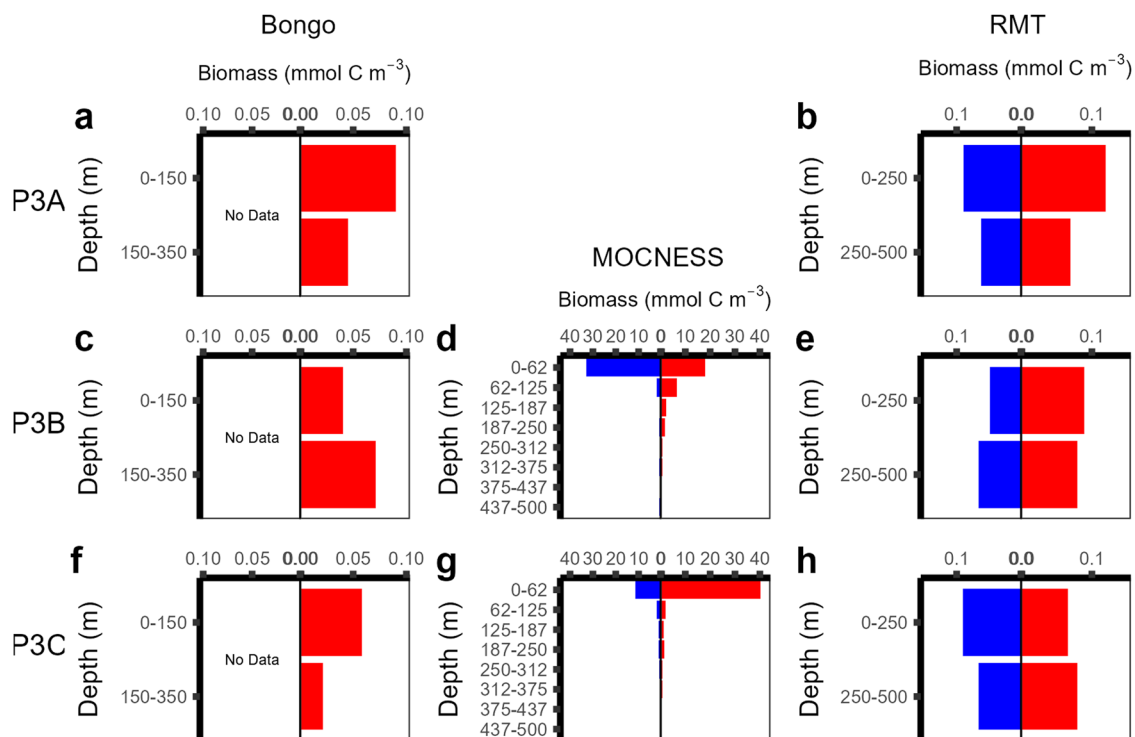 Bongo
RMT
Biomass (mmol C m⁻³)
Biomass (mmol C m⁻³)
a
0.10 0.05 0.00 0.05 0.10
b
0.1 0.0 0.1
P3A
Depth (m)
0-150
150-350
No Data
Depth (m)
0-250
250-500
MOCNESS
Biomass (mmol C m⁻³)
c
0.10 0.05 0.00 0.05 0.10
d
40 30 20 10 0 10 20 30 40
e
0.1 0.0 0.1
P3B
Depth (m)
0-150
150-350
No Data
Depth (m)
0-62
62-125
125-187
187-250
250-312
312-375
375-437
437-500
Depth (m)
0-250
250-500
f
0.10 0.05 0.00 0.05 0.10
g
40 30 20 10 0 10 20 30 40
h
0.1 0.0 0.1
P3C
Depth (m)
0-150
150-350
No Data
Depth (m)
0-62
62-125
125-187
187-250
250-312
312-375
375-437
437-500
Depth (m)
0-250
250-500